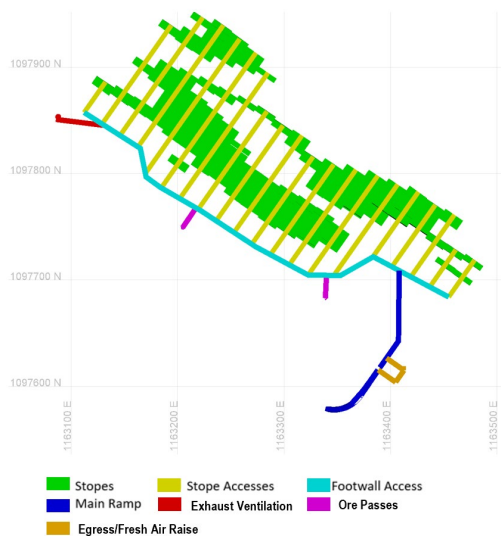 1097900 N
1097800 N
1097700 N
1097600 N
1163100 E
1163200 E
1163300 E
1163400 E
1163500 E
Stopes
Stope Accesses
Footwall Access
Main Ramp
Exhaust Ventilation
Ore Passes
Egress/Fresh Air Raise